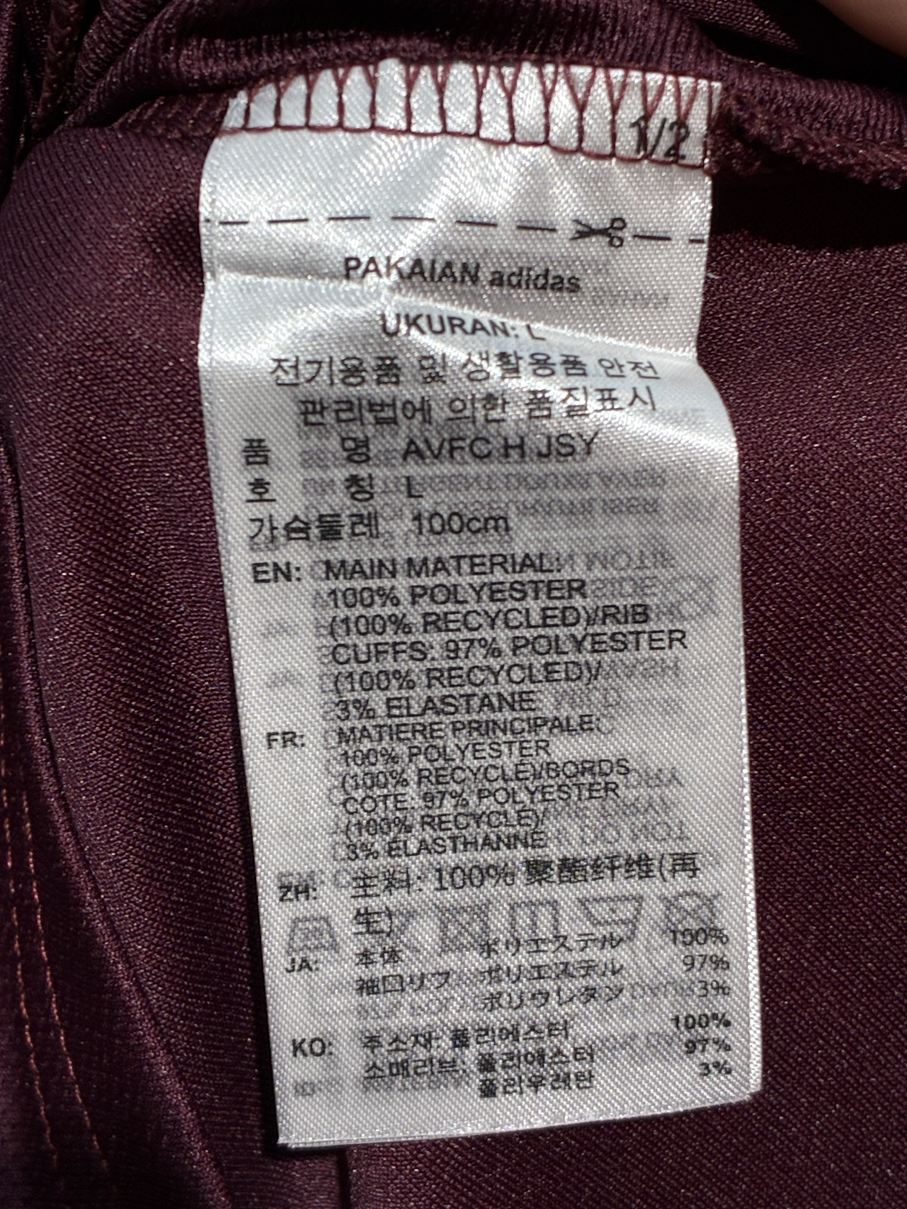 1/2
PAKAIAN adidas
UKURAN: L
전기용품 및 생활용품 안전
관리법에 의한 품질표시
품 명 AVFC H JSY
호 칭 L
가슴둘레 100cm
EN: MAIN MATERIAL:
100% POLYESTER
(100% RECYCLED)/RIB
CUFFS: 97% POLYESTER
(100% RECYCLED)/
3% ELASTANE
FR: MATIERE PRINCIPALE:
100% POLYESTER
(100% RECYCLÉ)/BORDS
COTE: 97% POLYESTER
(100% RECYCLE)/
3% ÉLASTHANNE
ZH: 主料: 100% 聚酯纤维(再
生)
JA: 本体 ポリエステル 100%
袖口リブ ポリエステル 97%
ポリウレタン 3%
KO: 주소재: 폴리에스터 100%
소매리브: 폴리에스터 97%
폴리우레탄 3%